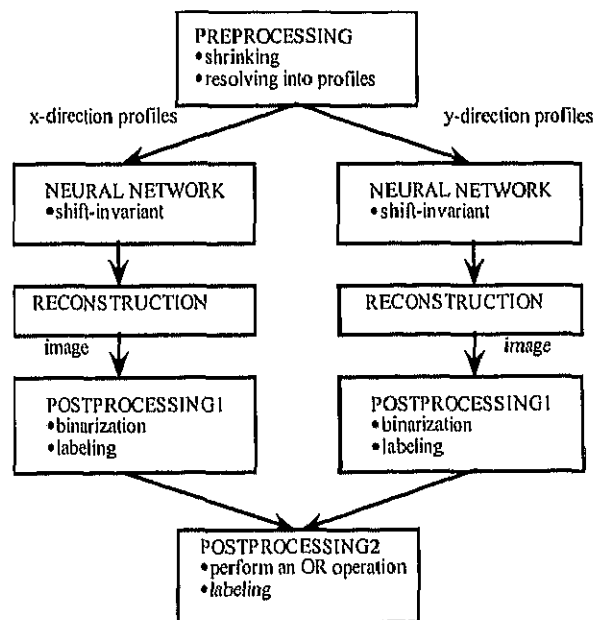 PREPROCESSING
•shrinking
•resolving into profiles
x-direction profiles
y-direction profiles
NEURAL NETWORK
•shift-invariant
NEURAL NETWORK
•shift-invariant
RECONSTRUCTION
RECONSTRUCTION
image
image
POSTPROCESSING1
•binarization
•labeling
POSTPROCESSING1
•binarization
•labeling
POSTPROCESSING2
•perform an OR operation
•labeling